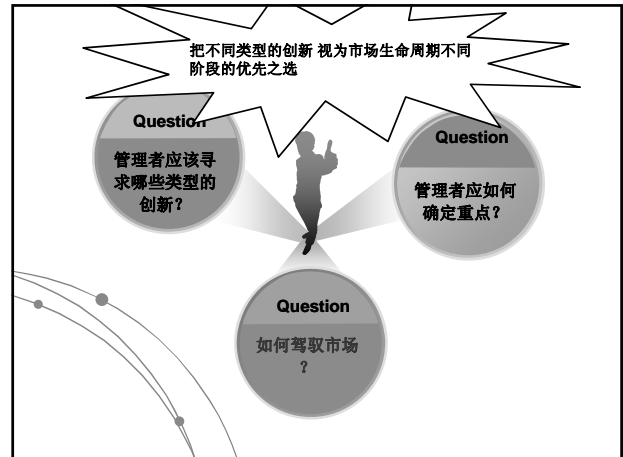 把不同类型的创新 视为市场生命周期不同
阶段的优先之选
Question
管理者应该寻
求哪些类型的
创新？
Question
管理者应如何
确定重点？
Question
如何驾驭市场
？